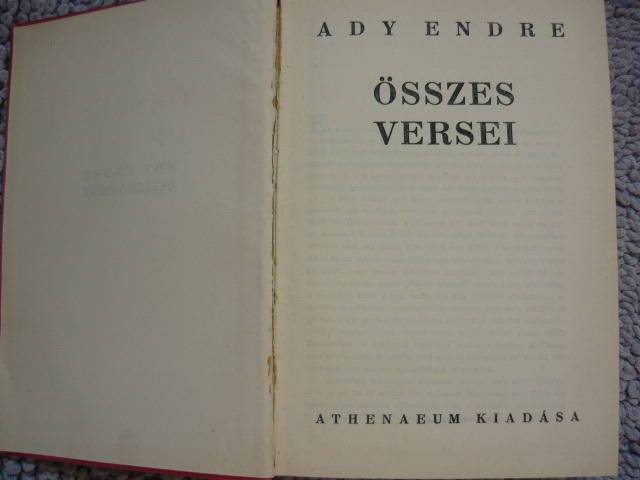 ADY ENDRE
ÖSSZES
VERSEI
ATHENAEUM KIADÁSA